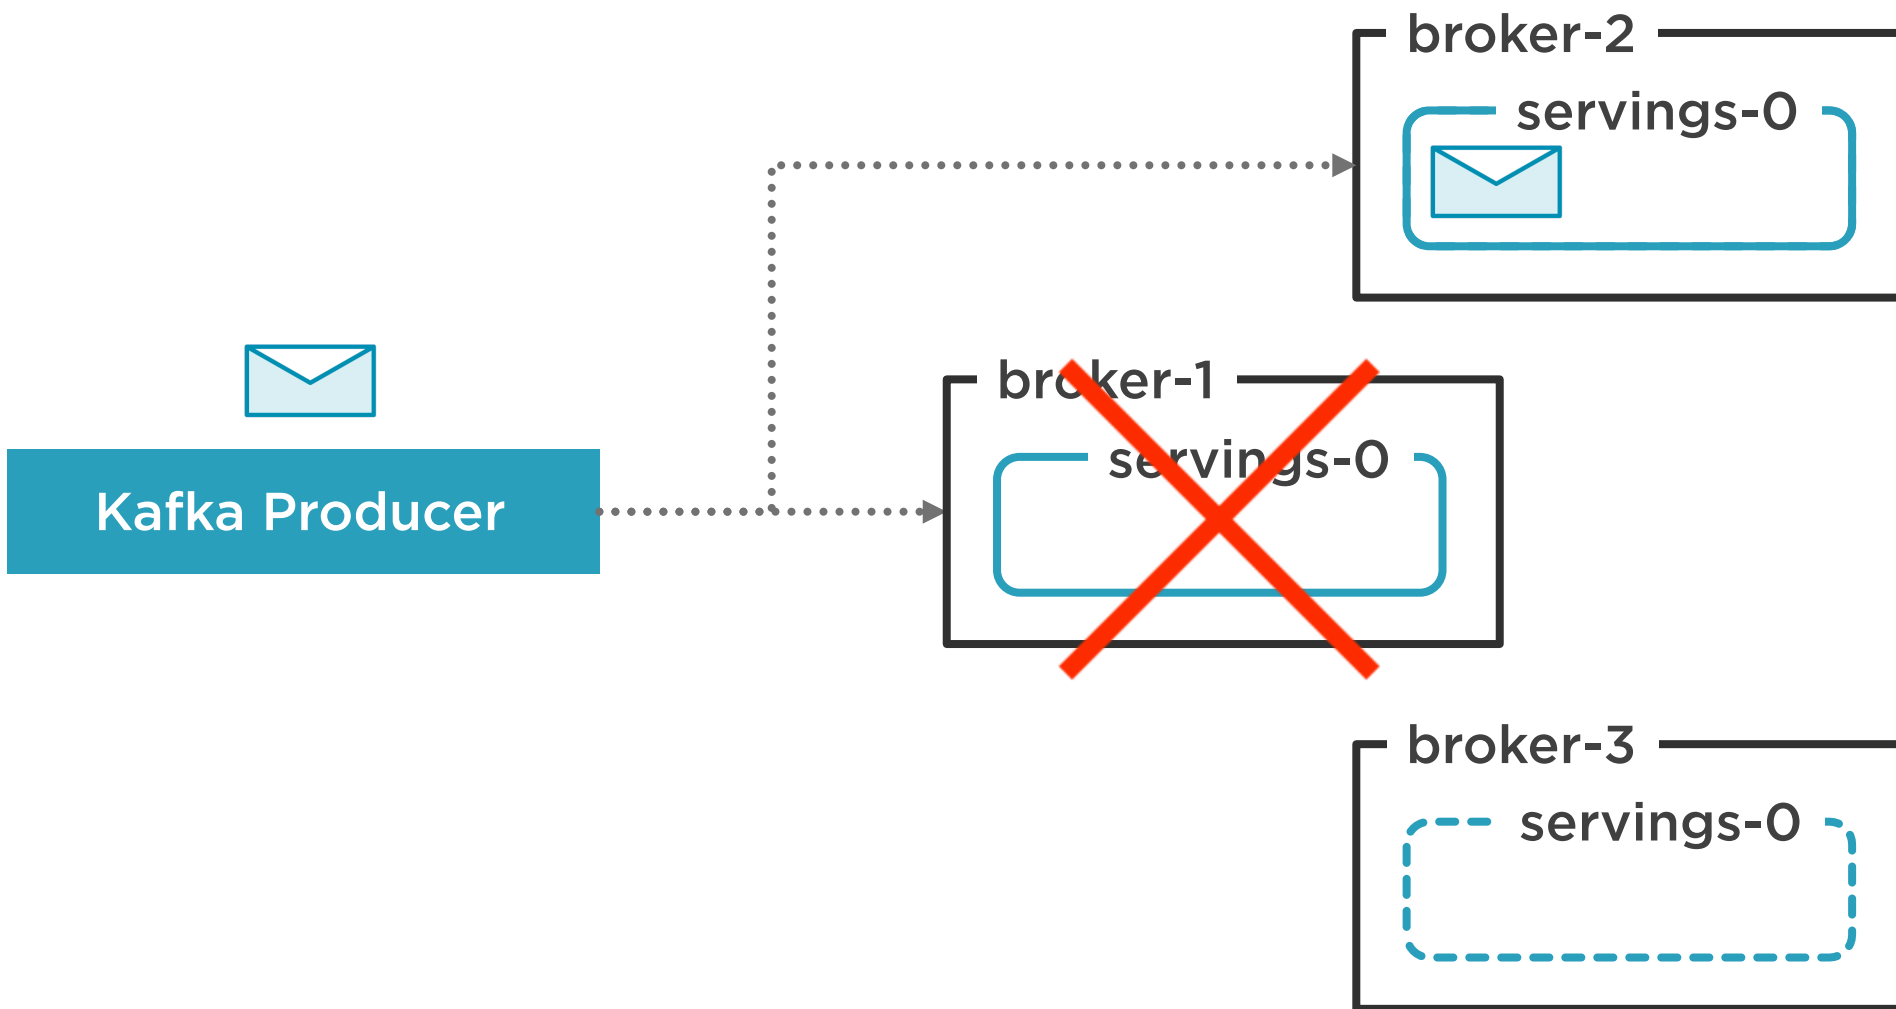 broker-2
servings-0
broker-1
servings-0
Kafka Producer
broker-3
servings-0